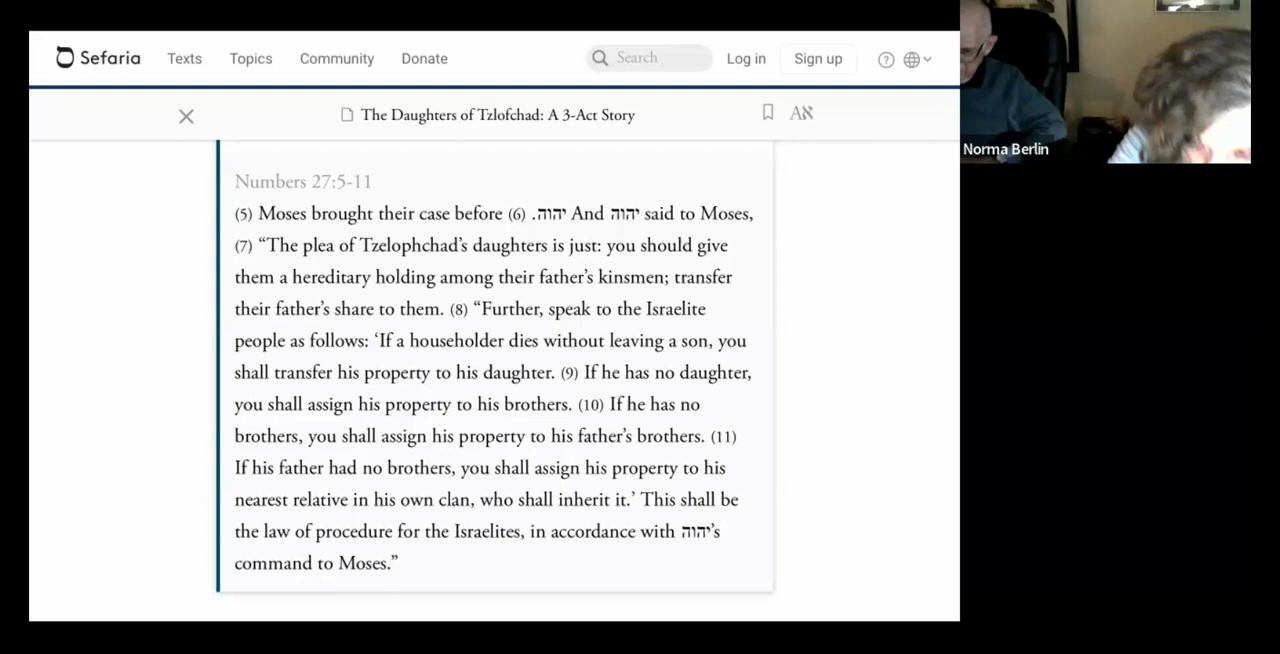 Sefaria Texts Topics Community Donate Search Log in Sign up
The Daughters of Tzlofchad: A 3-Act Story Aא
Norma Berlin
Numbers 27:5-11
(5) Moses brought their case before יהוה. (6) And יהוה said to Moses,
(7) “The plea of Tzelophchad’s daughters is just: you should give
them a hereditary holding among their father’s kinsmen; transfer
their father’s share to them. (8) “Further, speak to the Israelite
people as follows: ‘If a householder dies without leaving a son, you
shall transfer his property to his daughter. (9) If he has no daughter,
you shall assign his property to his brothers. (10) If he has no
brothers, you shall assign his property to his father’s brothers. (11)
If his father had no brothers, you shall assign his property to his
nearest relative in his own clan, who shall inherit it.’ This shall be
the law of procedure for the Israelites, in accordance with יהוה’s
command to Moses.”